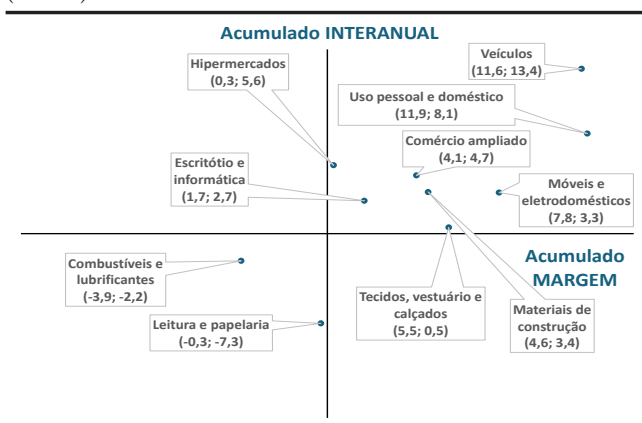 Acumulado INTERANUAL
Hipermercados
(0,3; 5,6)
Veículos
(11,6; 13,4)
Uso pessoal e doméstico
(11,9; 8,1)
Comércio ampliado
(4,1; 4,7)
Escritótio e
informática
(1,7; 2,7)
Móveis e
eletrodomésticos
(7,8; 3,3)
Acumulado
MARGEM
Combustíveis e
lubrificantes
(-3,9; -2,2)
Leitura e papelaria
(-0,3; -7,3)
Tecidos, vestuário e
calçados
(5,5; 0,5)
Materiais de
construção
(4,6; 3,4)